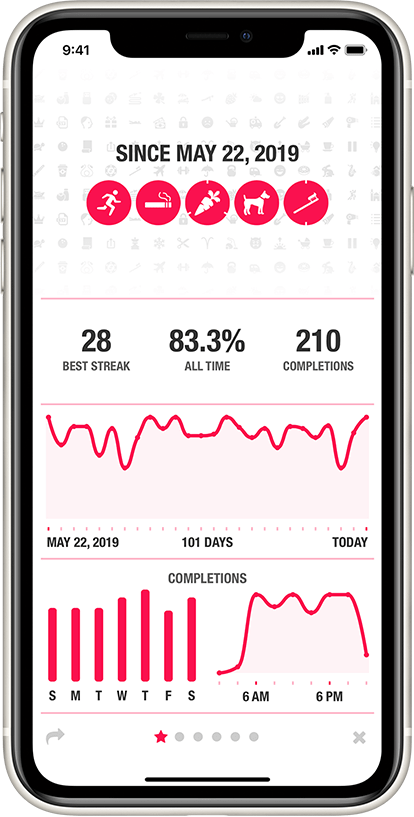 9:41
SINCE MAY 22, 2019
28 83.3% 210
BEST STREAK ALL TIME COMPLETIONS
MAY 22, 2019 101 DAYS TODAY
COMPLETIONS
S M T W T F S 6 AM 6 PM